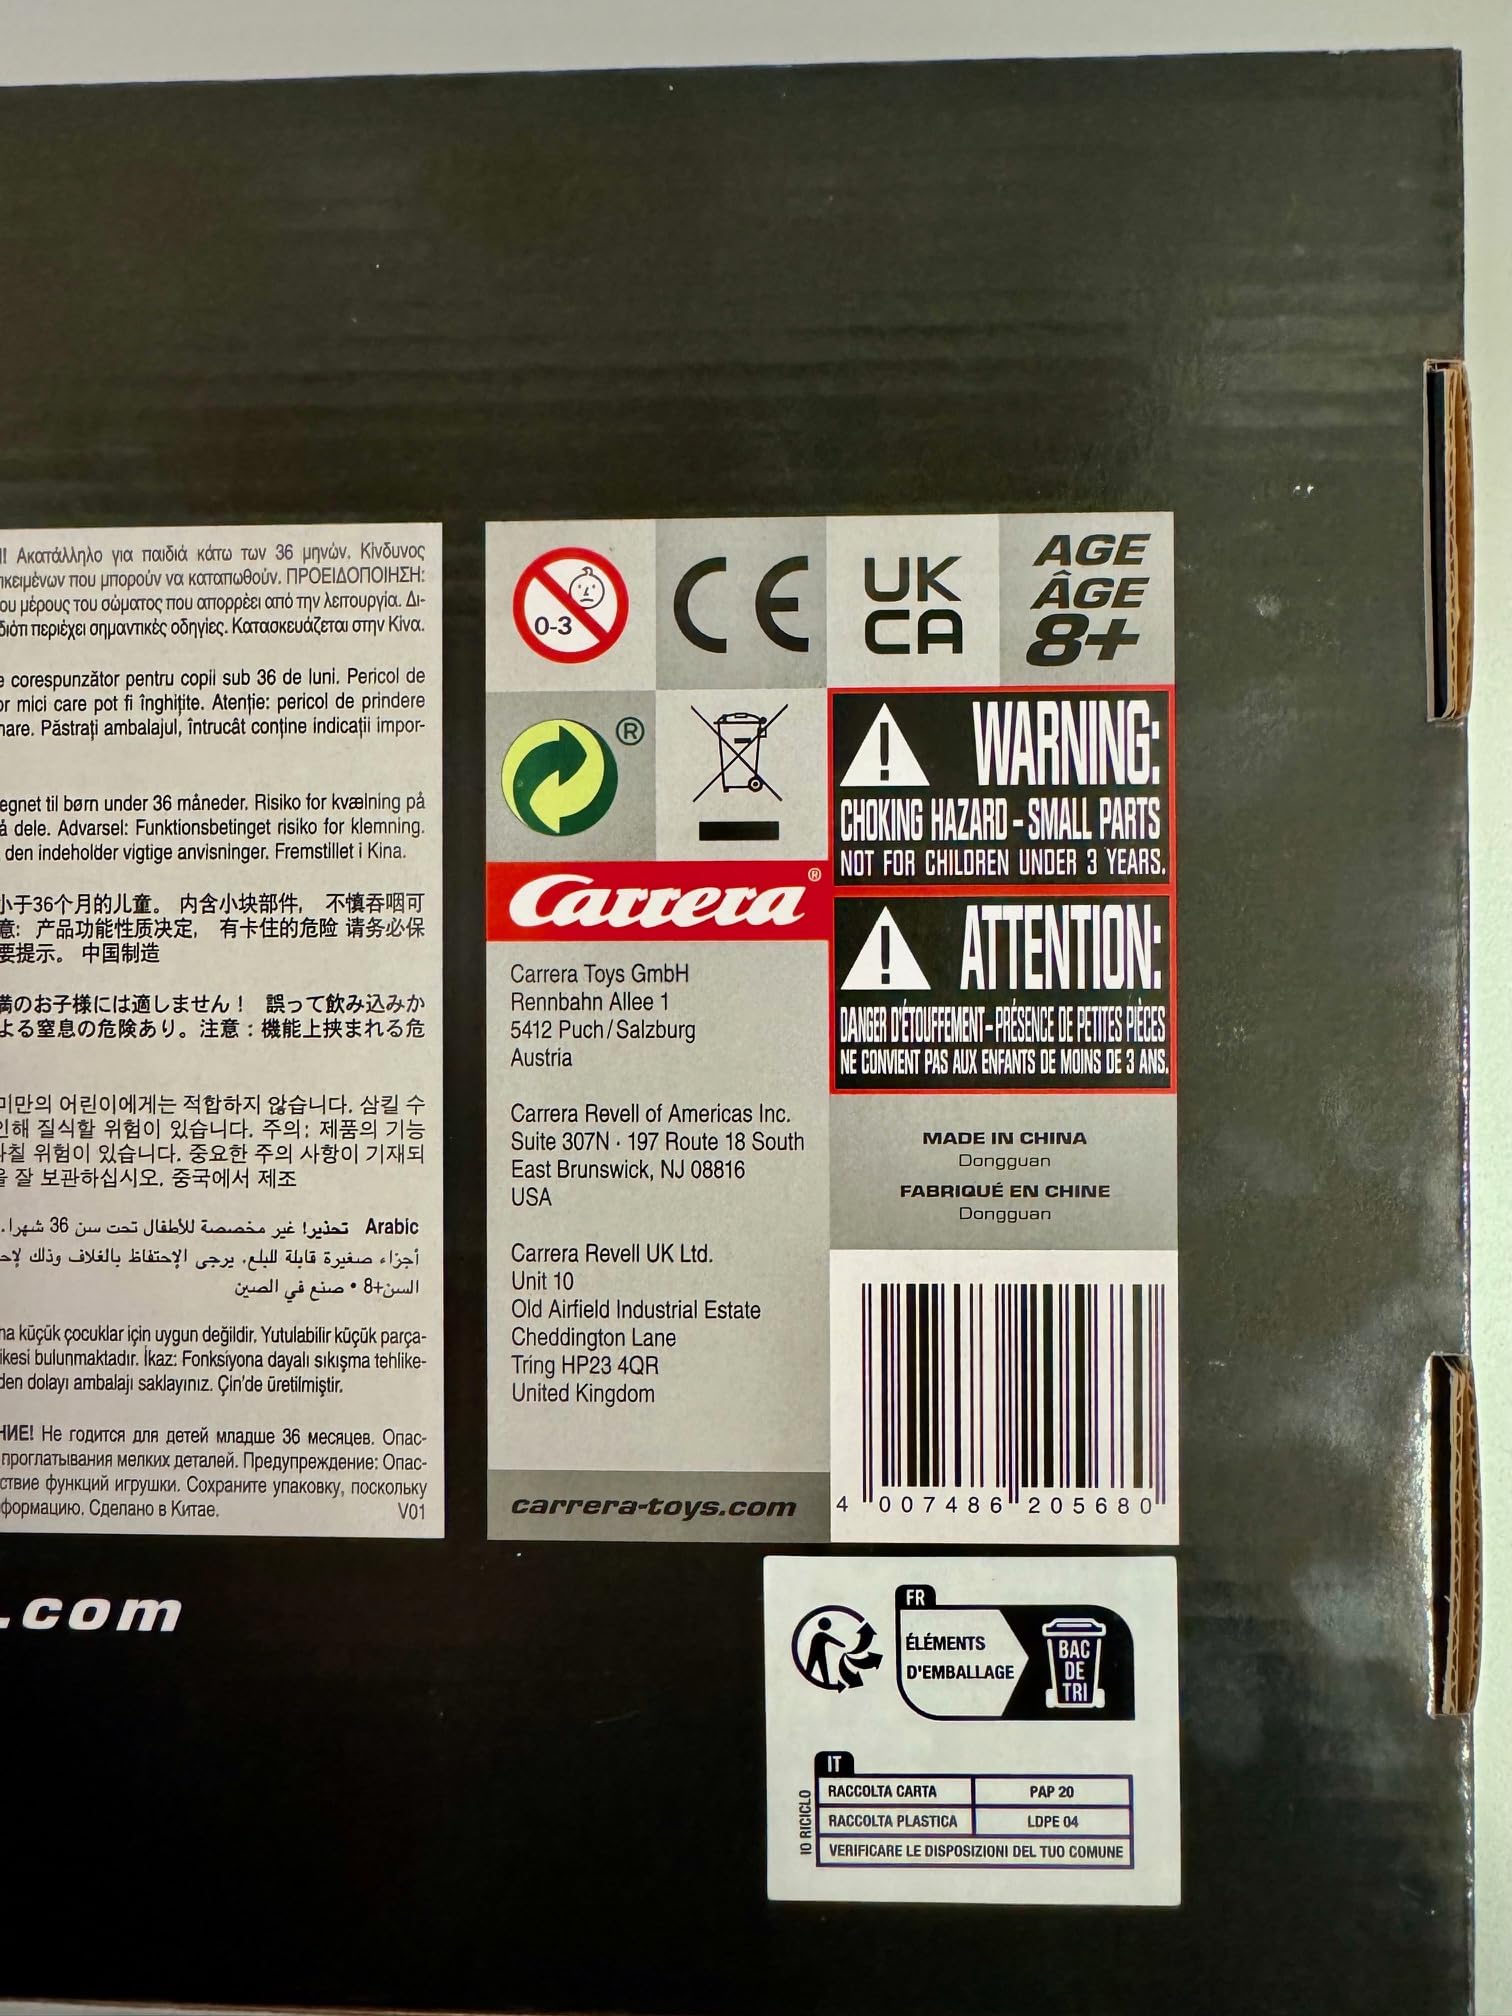 Ακατάλληλο για παιδιά κάτω των 36 μηνών. Κίνδυνος
που μπορούν να καταπωθούν. ΠΡΟΕΙΔΟΠΟΙΗΣΗ:
μέρους του σώματος που απορρέει από την λειτουργία. Δι-
διότι περιέχει σημαντικές οδηγίες. Κατασκευάζεται στην Κίνα.
corespunzător pentru copii sub 36 de luni. Pericol de
mici care pot fi înghițite. Atenție: pericol de prindere
Păstrați ambalajul, întrucât conține indicații impor-
egnet til børn under 36 måneder. Risiko for kvælning på
dele. Advarsel: Funktionsbetinget risiko for klemning.
den indeholder vigtige anvisninger. Fremstillet i Kina.
小于36个月的儿童。 内含小块部件, 不慎吞咽可
意: 产品功能性质决定, 有卡住的危险 请务必保
要提示。 中国制造
満のお子様には適しません! 誤って飲み込みか
よる窒息の危険あり。注意:機能上挟まれる危
미만의 어린이에게는 적합하지 않습니다. 삼킬 수
인해 질식할 위험이 있습니다. 주의: 제품의 기능
위험이 있습니다. 중요한 주의 사항이 기재되
잘 보관하십시오. 중국에서 제조
Arabic تحذير! غير مخصصة للأطفال تحت سن 36 شهرا.
أجزاء صغيرة قابلة للبلع. يرجى الإحتفاظ بالغلاف وذلك
السن+8 • صنع في الصين
küçük çocuklar için uygun değildir. Yutulabilir küçük parça-
bulunmaktadır. İkaz: Fonksiyona dayalı sıkışma tehlike-
dolayı ambalajı saklayınız. Çin'de üretilmiştir.
НИЕ! Не годится для детей младше 36 месяцев. Опас-
проглатывания мелких деталей. Предупреждение: Опас-
ствие функций игрушки. Сохраните упаковку, поскольку
формацию. Сделано в Китае. V01
.com
0-3
CE
UK
CA
AGE
ÂGE
8+
®
WARNING:
CHOKING HAZARD – SMALL PARTS
NOT FOR CHILDREN UNDER 3 YEARS.
ATTENTION:
DANGER D'ÉTOUFFEMENT – PRÉSENCE DE PETITES PIÈCES
NE CONVIENT PAS AUX ENFANTS DE MOINS DE 3 ANS.
Carrera®
Carrera Toys GmbH
Rennbahn Allee 1
5412 Puch / Salzburg
Austria
Carrera Revell of Americas Inc.
Suite 307N · 197 Route 18 South
East Brunswick, NJ 08816
USA
Carrera Revell UK Ltd.
Unit 10
Old Airfield Industrial Estate
Cheddington Lane
Tring HP23 4QR
United Kingdom
carrera-toys.com
MADE IN CHINA
Dongguan
FABRIQUÉ EN CHINE
Dongguan
4 007486 205680
FR
ÉLÉMENTS
D'EMBALLAGE
BAC
DE
TRI
IT
IO RICICLO
RACCOLTA CARTA PAP 20
RACCOLTA PLASTICA LDPE 04
VERIFICARE LE DISPOSIZIONI DEL TUO COMUNE